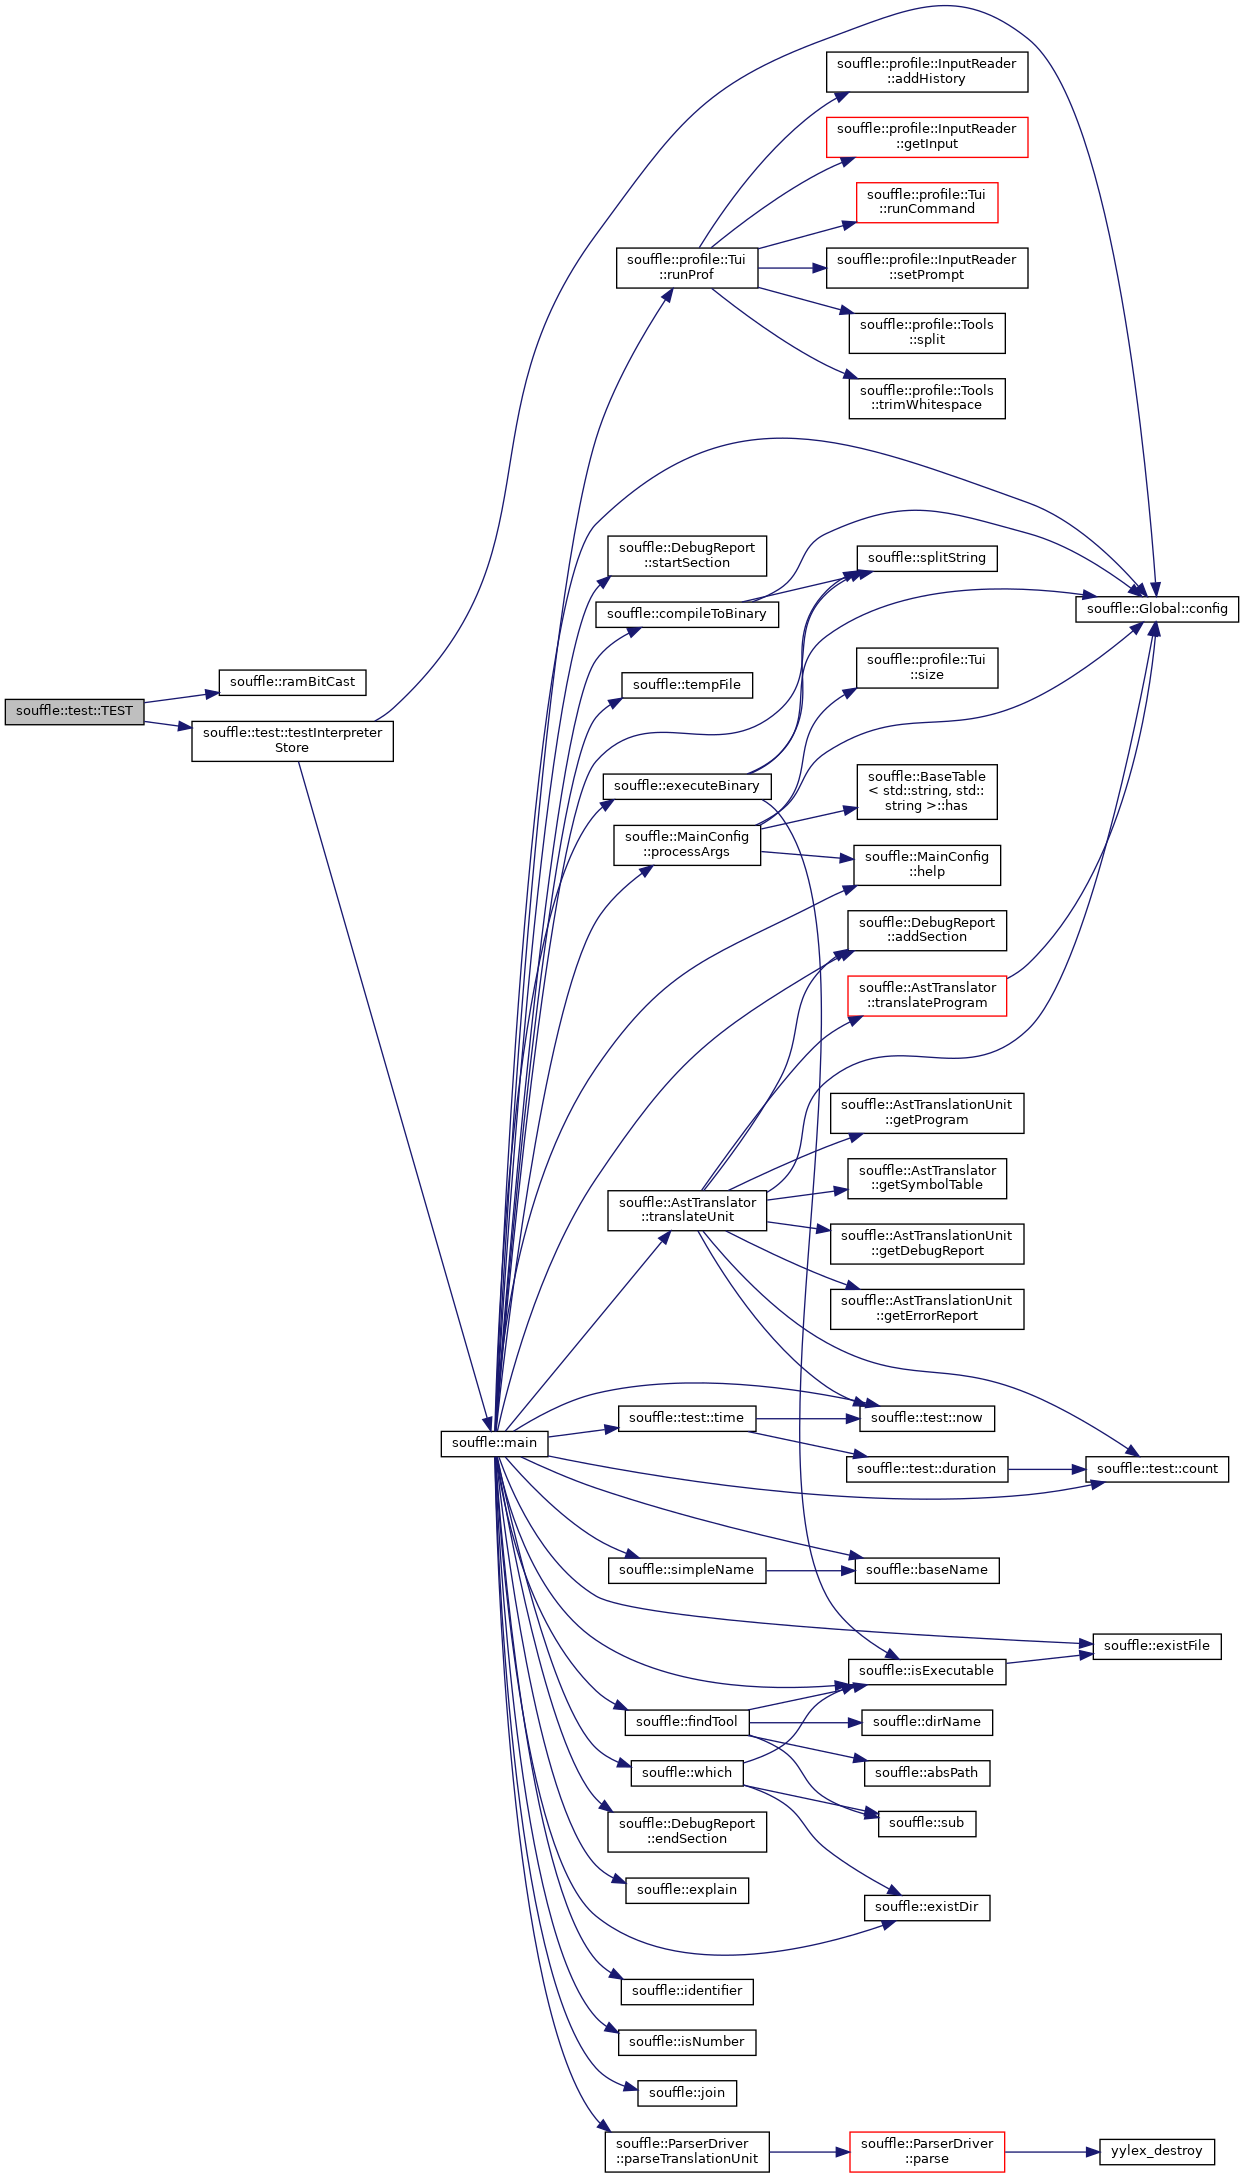 souffle::profile::InputReader
::addHistory
souffle::profile::InputReader
::getInput
souffle::profile::Tui
::runCommand
souffle::profile::Tui
::runProf
souffle::profile::InputReader
::setPrompt
souffle::profile::Tools
::split
souffle::profile::Tools
::trimWhitespace
souffle::DebugReport
::startSection
souffle::splitString
souffle::compileToBinary
souffle::Global::config
souffle::profile::Tui
::size
souffle::ramBitCast
souffle::tempFile
souffle::test::TEST
souffle::test::testInterpreter
Store
souffle::executeBinary
souffle::BaseTable
< std::string, std::
string >::has
souffle::MainConfig
::processArgs
souffle::MainConfig
::help
souffle::DebugReport
::addSection
souffle::AstTranslator
::translateProgram
souffle::AstTranslationUnit
::getProgram
souffle::AstTranslator
::getSymbolTable
souffle::AstTranslator
::translateUnit
souffle::AstTranslationUnit
::getDebugReport
souffle::AstTranslationUnit
::getErrorReport
souffle::test::time
souffle::test::now
souffle::main
souffle::test::duration
souffle::test::count
souffle::simpleName
souffle::baseName
souffle::existFile
souffle::isExecutable
souffle::findTool
souffle::dirName
souffle::which
souffle::absPath
souffle::DebugReport
::endSection
souffle::sub
souffle::explain
souffle::existDir
souffle::identifier
souffle::isNumber
souffle::join
souffle::ParserDriver
::parseTranslationUnit
souffle::ParserDriver
::parse
yylex_destroy